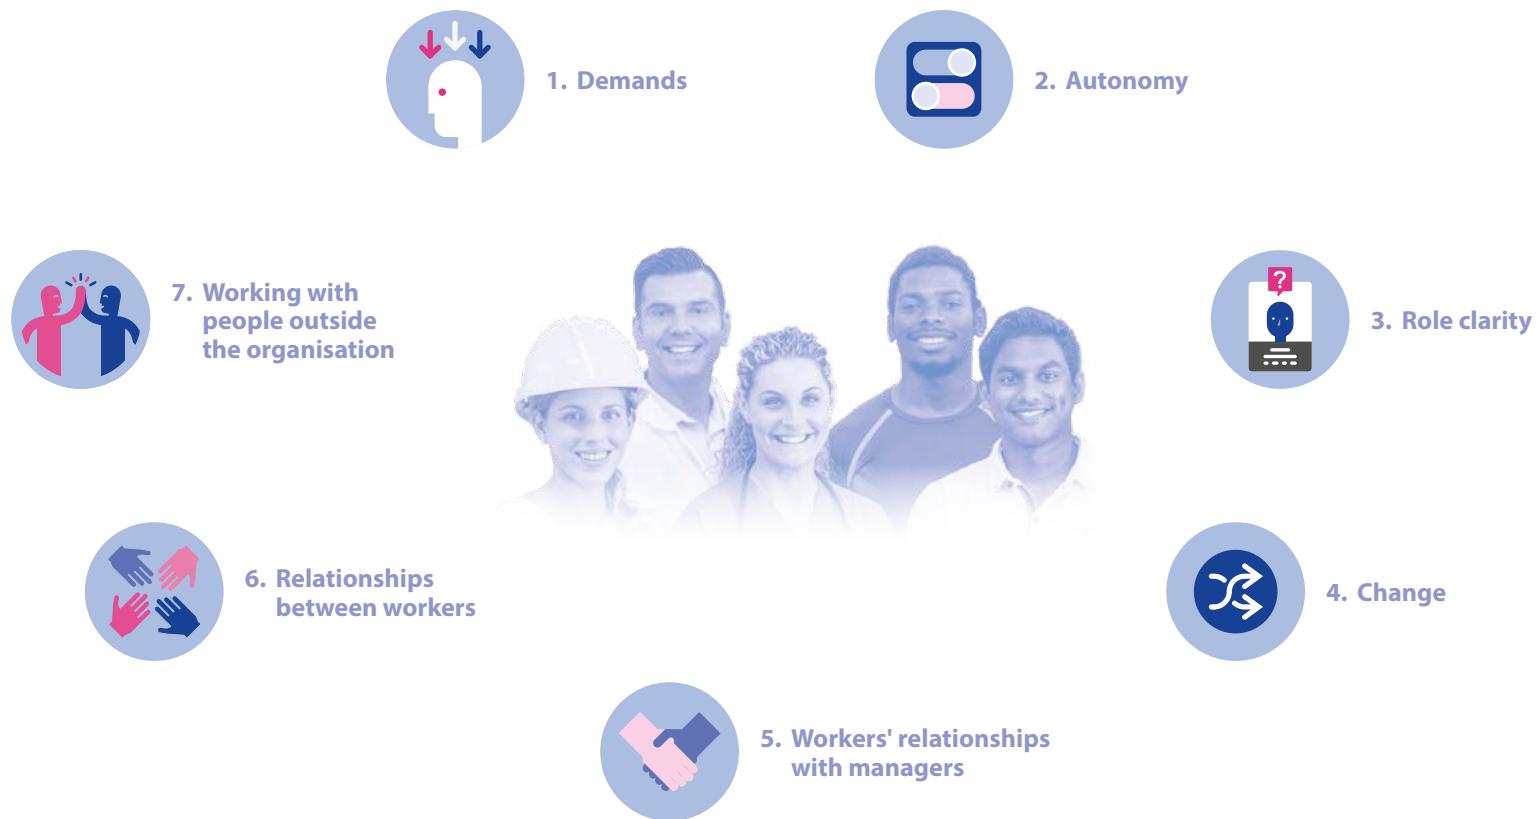 1. Demands
2. Autonomy
?
3. Role clarity
4. Change
5. Workers' relationships
with managers
6. Relationships
between workers
7. Working with
people outside
the organisation